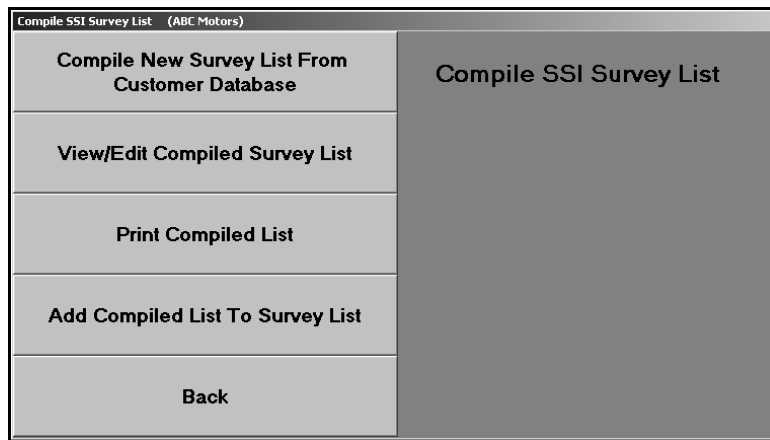 Compile SSI Survey List (ABC Motors)
Compile New Survey List From
Customer Database
Compile SSI Survey List
View/Edit Compiled Survey List
Print Compiled List
Add Compiled List To Survey List
Back